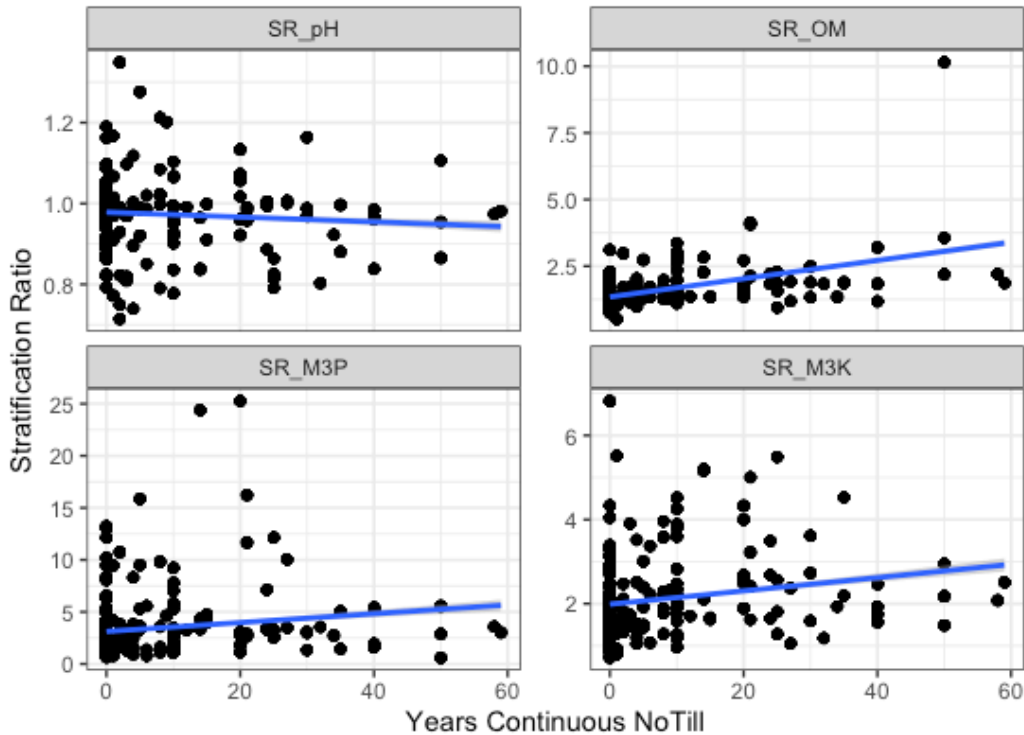 SR_pH
SR_OM
1.2
1.0
0.8
10.0
7.5
5.0
2.5
SR_M3P
SR_M3K
25
20
15
10
5
0
6
4
2
0 20 40 60
0 20 40 60
Stratification Ratio
Years Continuous NoTill